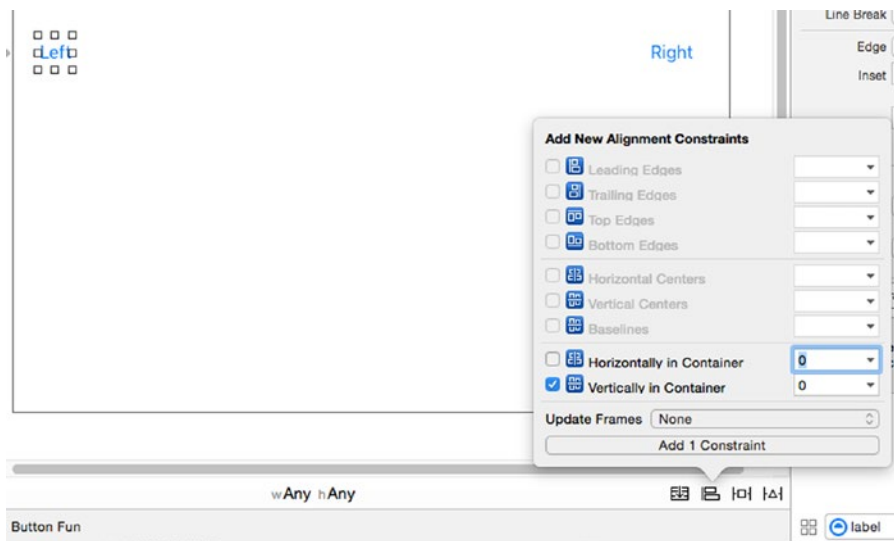 Line Break
Edge
Inset
Left
Right
Add New Alignment Constraints
Leading Edges
Trailing Edges
Top Edges
Bottom Edges
Horizontal Centers
Vertical Centers
Baselines
Horizontally in Container 0
Vertically in Container 0
Update Frames None
Add 1 Constraint
wAny hAny
Button Fun
label